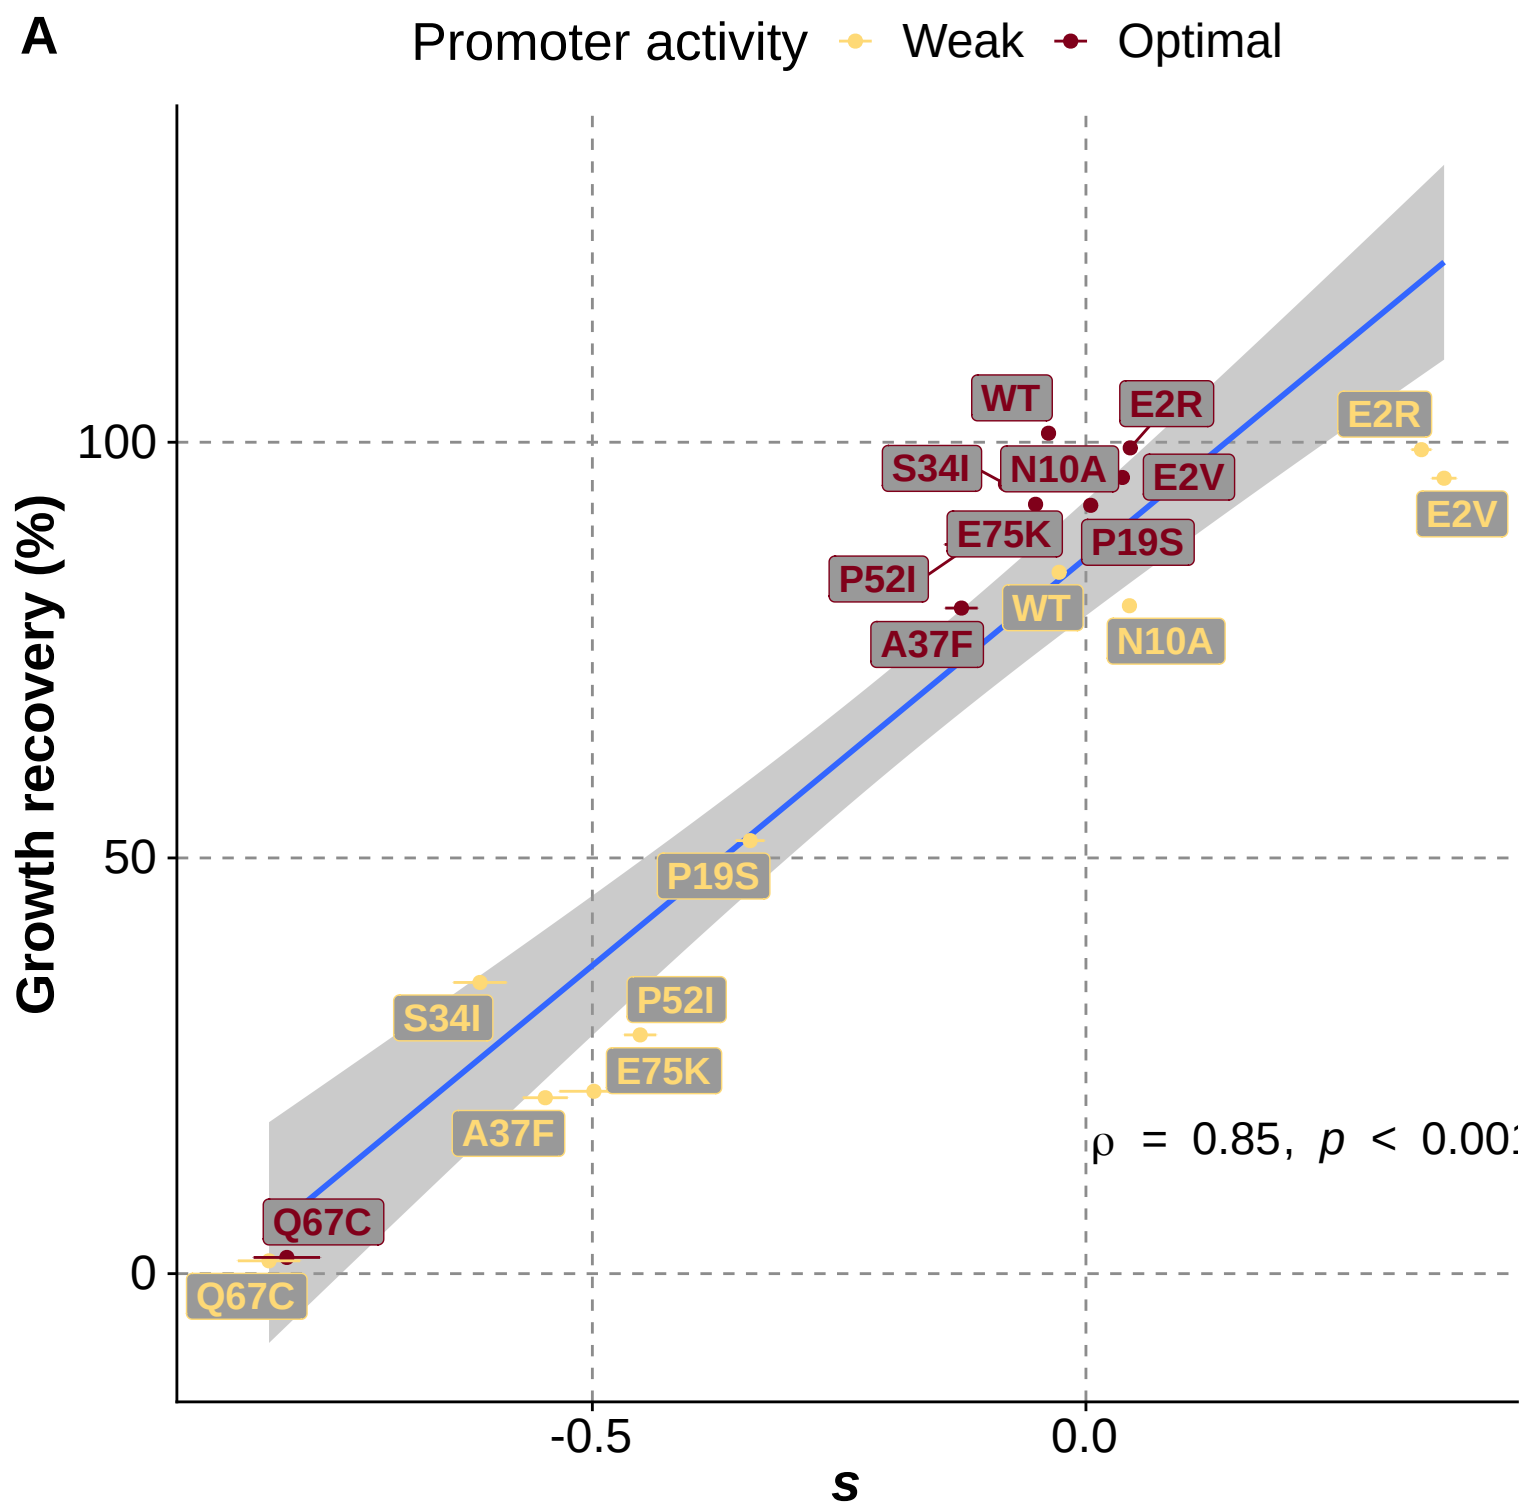 A
Promoter activity Weak Optimal
Growth recovery (%)
100
50
0
WT
E2R
E2R
S34I
N10A
E2V
E2V
E75K
P19S
P52I
WT
N10A
A37F
P19S
P52I
S34I
E75K
A37F
ρ = 0.85, p < 0.001
Q67C
Q67C
-0.5
0.0
s